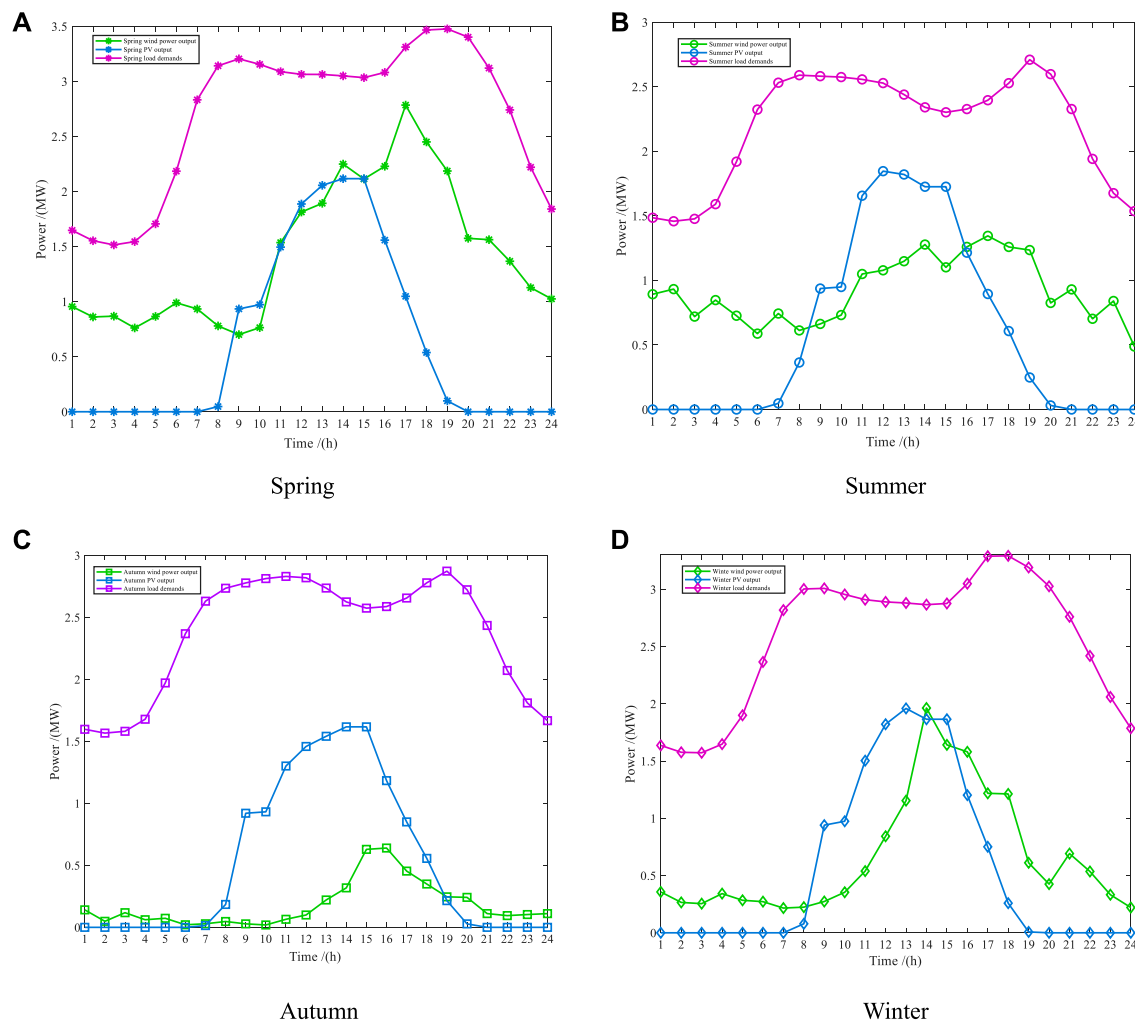 A
3.5
3
2.5
2
1.5
1
0.5
0
Power /(MW)
Spring wind power output
Spring PV output
Spring load demands
1 2 3 4 5 6 7 8 9 10 11 12 13 14 15 16 17 18 19 20 21 22 23 24
Time /(h)
Spring
B
3
2.5
2
1.5
1
0.5
0
Power /(MW)
Summer wind power output
Summer PV output
Summer load demands
1 2 3 4 5 6 7 8 9 10 11 12 13 14 15 16 17 18 19 20 21 22 23 24
Time /(h)
Summer
C
3
2.5
2
1.5
1
0.5
0
Power /(MW)
Autumn wind power output
Autumn PV output
Autumn load demands
1 2 3 4 5 6 7 8 9 10 11 12 13 14 15 16 17 18 19 20 21 22 23 24
Time /(h)
Autumn
D
3
2.5
2
1.5
1
0.5
0
Power /(MW)
Winte wind power output
Winter PV output
Winter load demands
1 2 3 4 5 6 7 8 9 10 11 12 13 14 15 16 17 18 19 20 21 22 23 24
Time /(h)
Winter